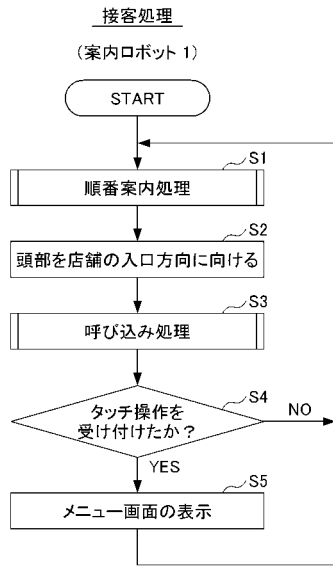 接客処理
（案内ロボット1）
START
S1
順番案内処理
S2
頭部を店舗の入口方向に向ける
S3
呼び込み処理
S4
タッチ操作を
受け付けたか？
NO
YES
S5
メニュー画面の表示